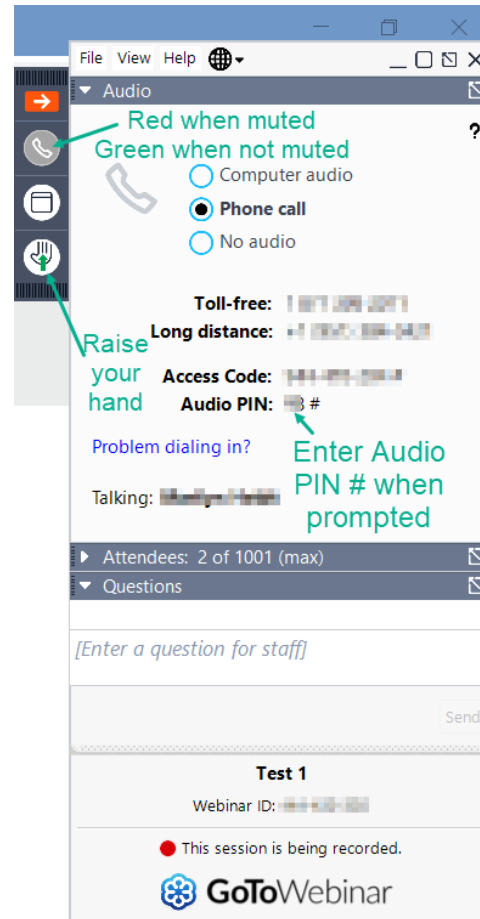 File View Help
Audio
Red when muted
Green when not muted
?
Computer audio
Phone call
No audio
Toll-free:
Long distance:
Raise
your
hand
Access Code:
Audio PIN: #
Problem dialing in?
Enter Audio
PIN # when
prompted
Talking:
Attendees: 2 of 1001 (max)
Questions
[Enter a question for staff]
Send
Test 1
Webinar ID:
This session is being recorded.
GoToWebinar